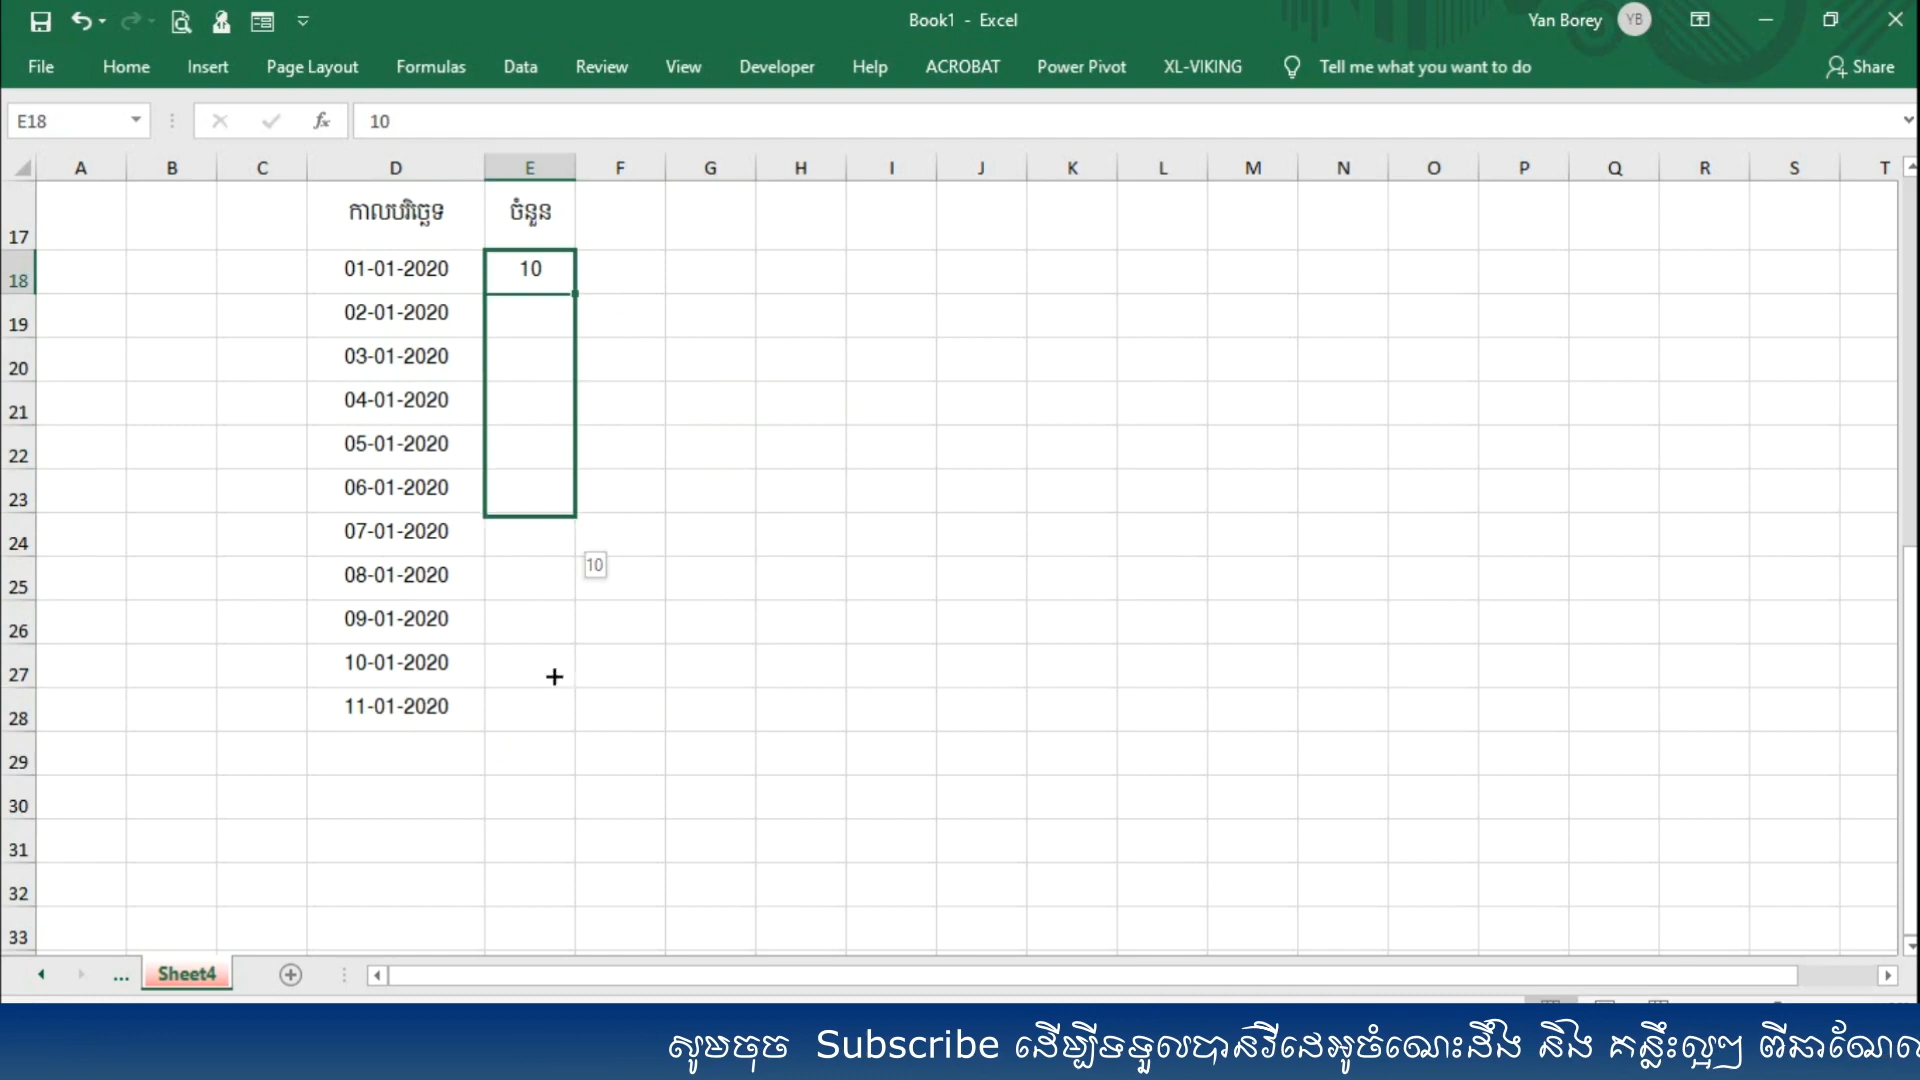 Book1 - Excel
Yan Borey YB
File Home Insert Page Layout Formulas Data Review View Developer Help ACROBAT Power Pivot XL-VIKING Tell me what you want to do Share
E18 fx 10
A B C D E F G H I J K L M N O P Q R S T
17 កាលបរិច្ឆេទ ចំនួន
18 01-01-2020 10
19 02-01-2020
20 03-01-2020
21 04-01-2020
22 05-01-2020
23 06-01-2020
24 07-01-2020
25 08-01-2020
10
26 09-01-2020
27 10-01-2020
28 11-01-2020
29
30
31
32
33
... Sheet4
សូមចុច Subscribe ដើម្បីទទួលបានវីដេអូចំណេះដឹង និង គន្លឹះល្អៗ ពីឆាណែល